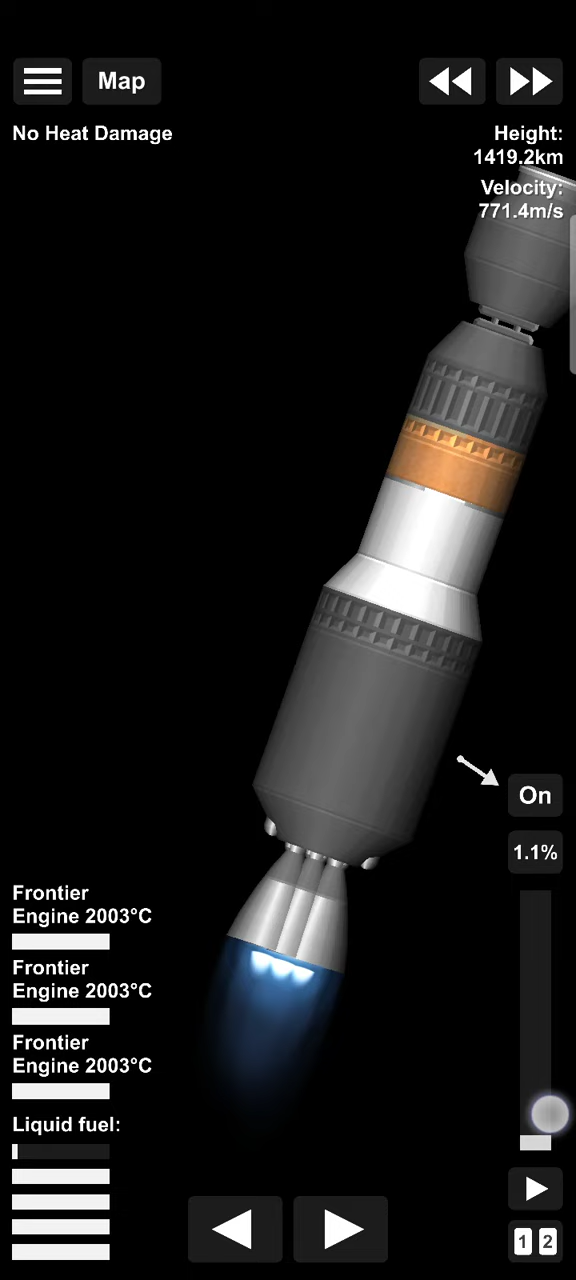 Map
No Heat Damage
Height:
1419.2km
Velocity:
771.4m/s
On
1.1%
Frontier
Engine 2003°C
Frontier
Engine 2003°C
Frontier
Engine 2003°C
Liquid fuel:
1 2